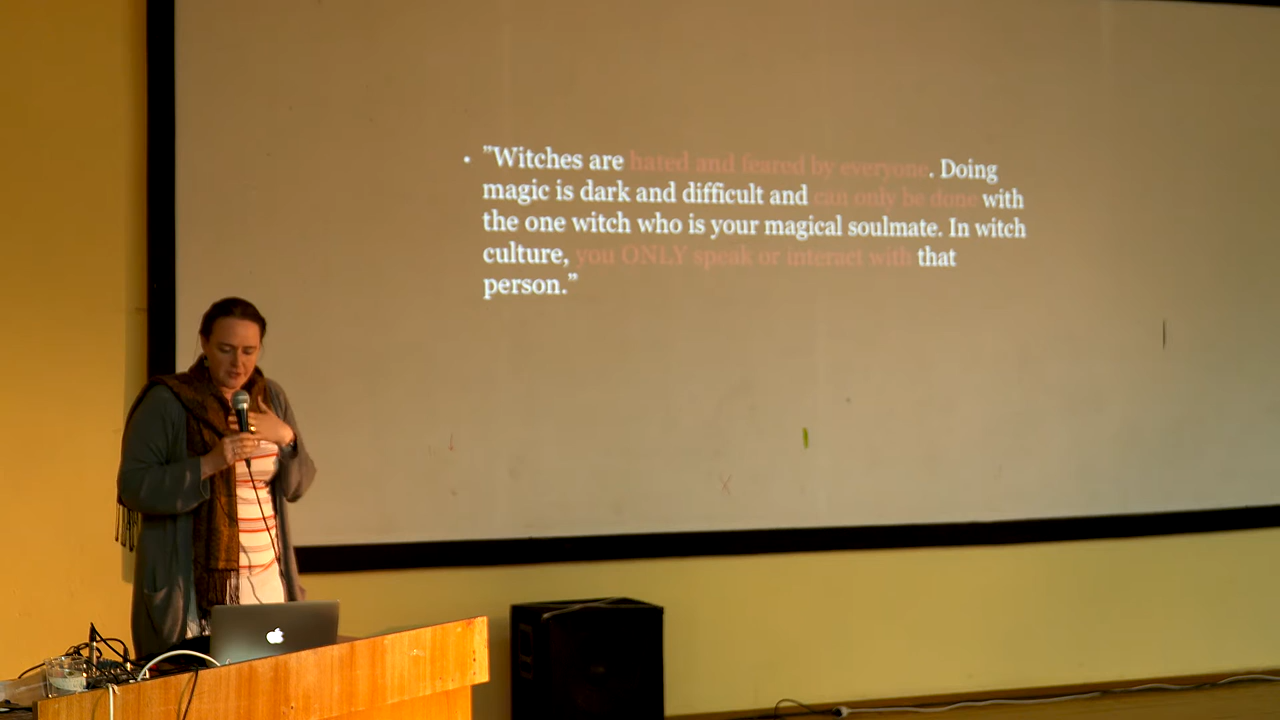 • ”Witches are hated and feared by everyone. Doing
magic is dark and difficult and can only be done with
the one witch who is your magical soulmate. In witch
culture, you ONLY speak or interact with that
person.”